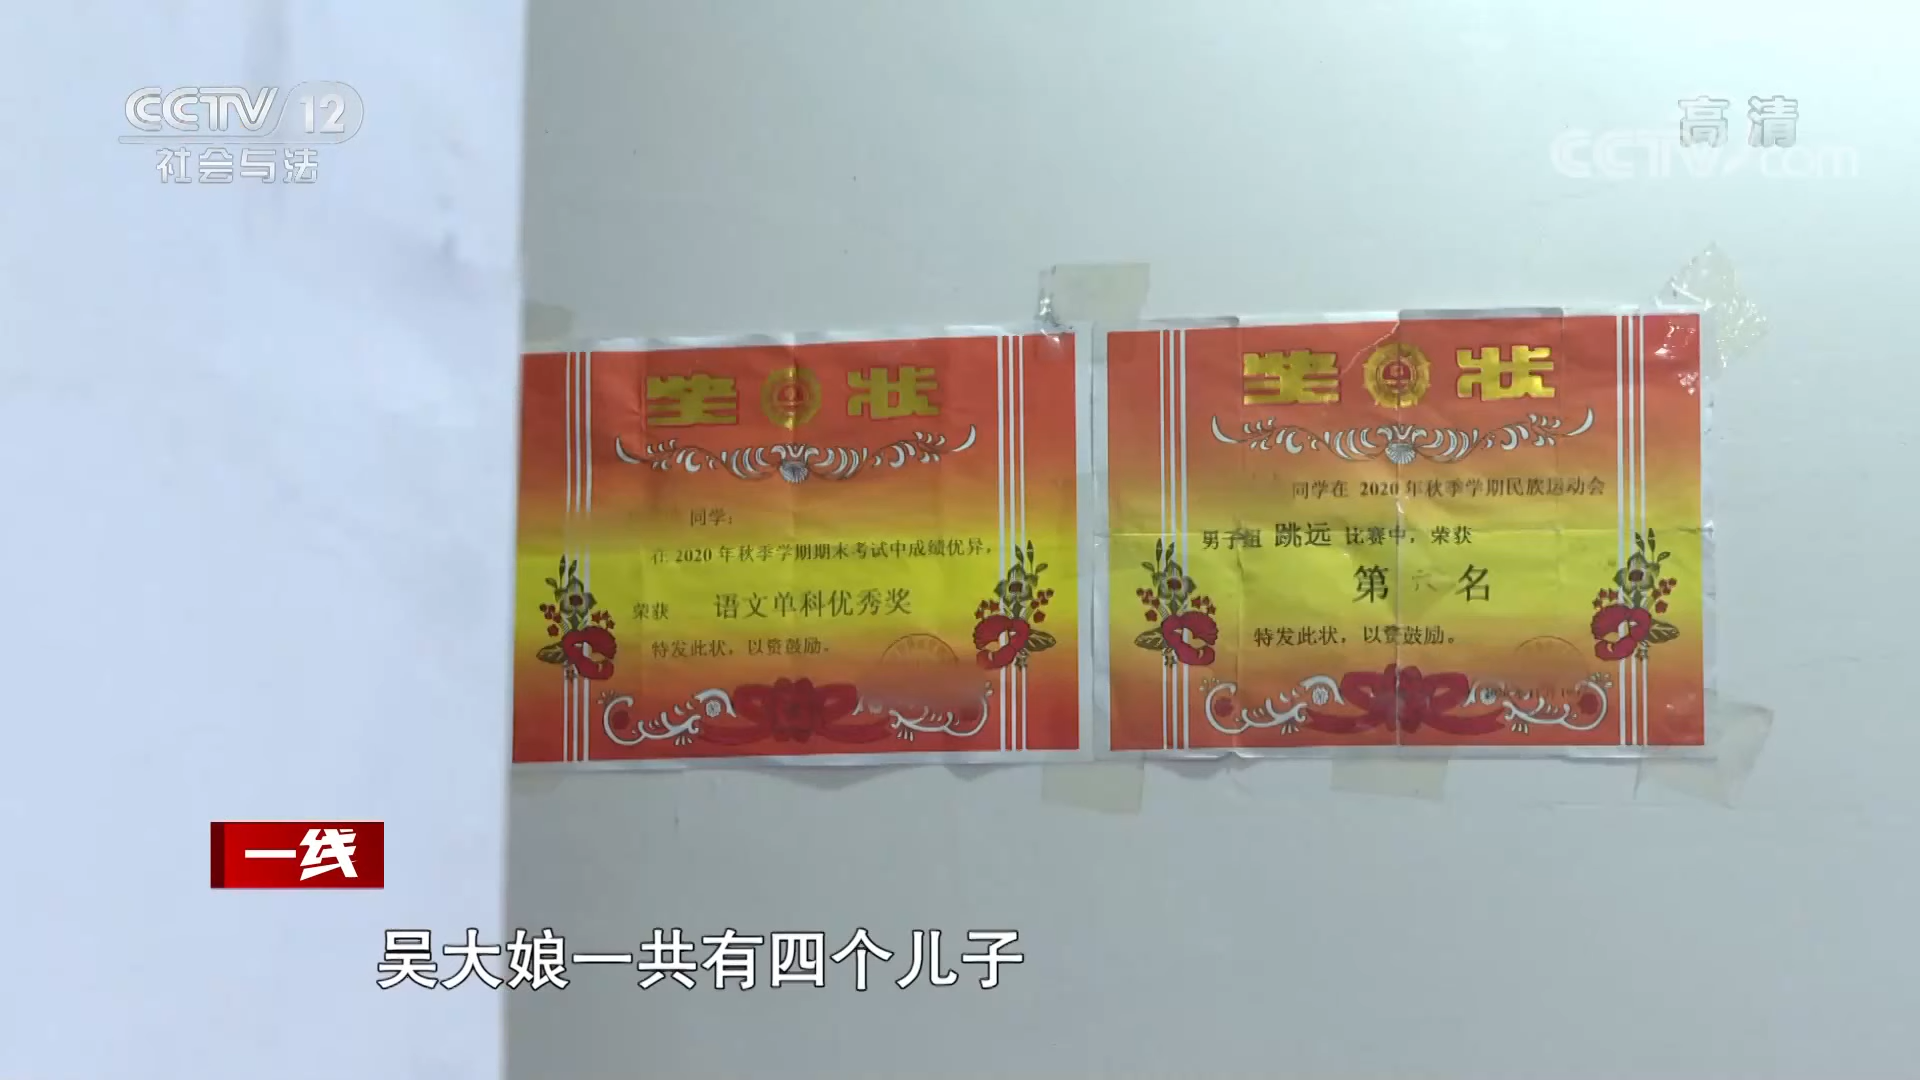 CCTV 12
社会与法
高清
CCTV.com
奖状
同学:
在2020年秋季学期期末考试中成绩优异,
荣获 语文单科优秀奖
特发此状,以资鼓励。
奖状
同学在 2020年秋季学期民族运动会
男子组 跳远 比赛中,荣获
第六名
特发此状,以资鼓励。
一线
吴大娘一共有四个儿子